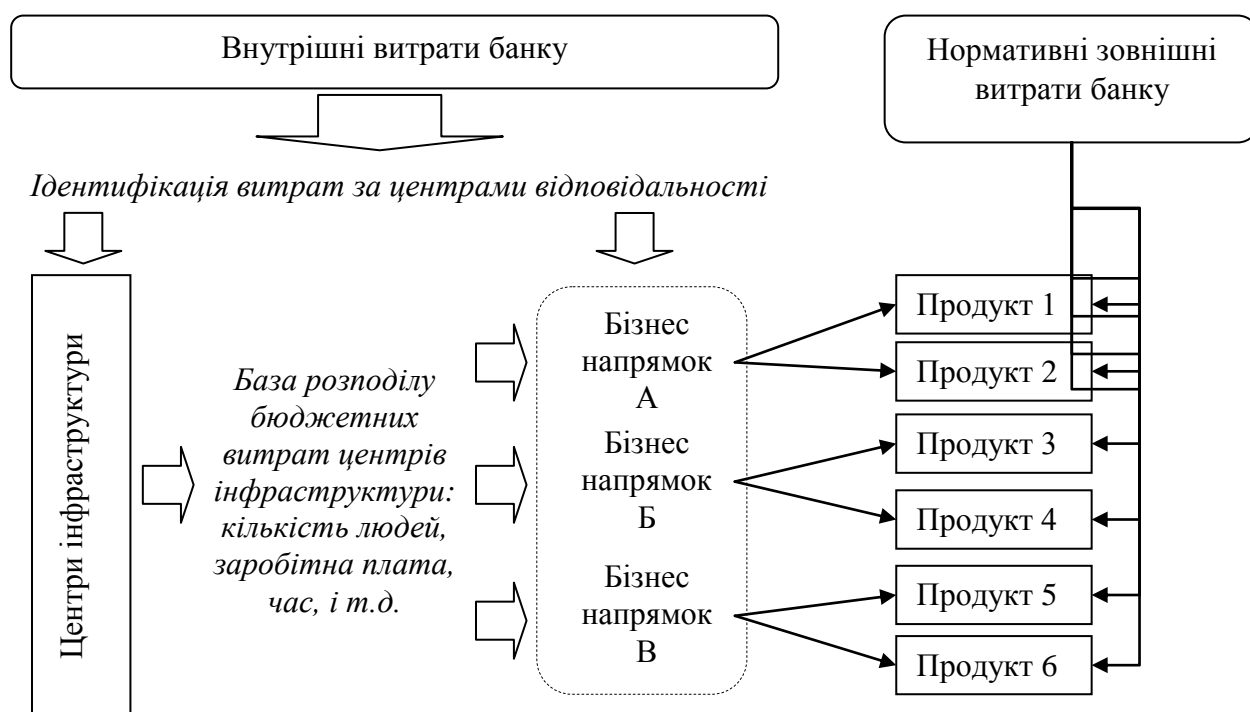 Внутрішні витрати банку
Нормативні зовнішні
витрати банку
Ідентифікація витрат за центрами відповідальності
Центри інфраструктури
База розподілу
бюджетних
витрат центрів
інфраструктури:
кількість людей,
заробітна плата,
час, і т.д.
Бізнес
напрямок
А
Бізнес
напрямок
Б
Бізнес
напрямок
В
Продукт 1
Продукт 2
Продукт 3
Продукт 4
Продукт 5
Продукт 6